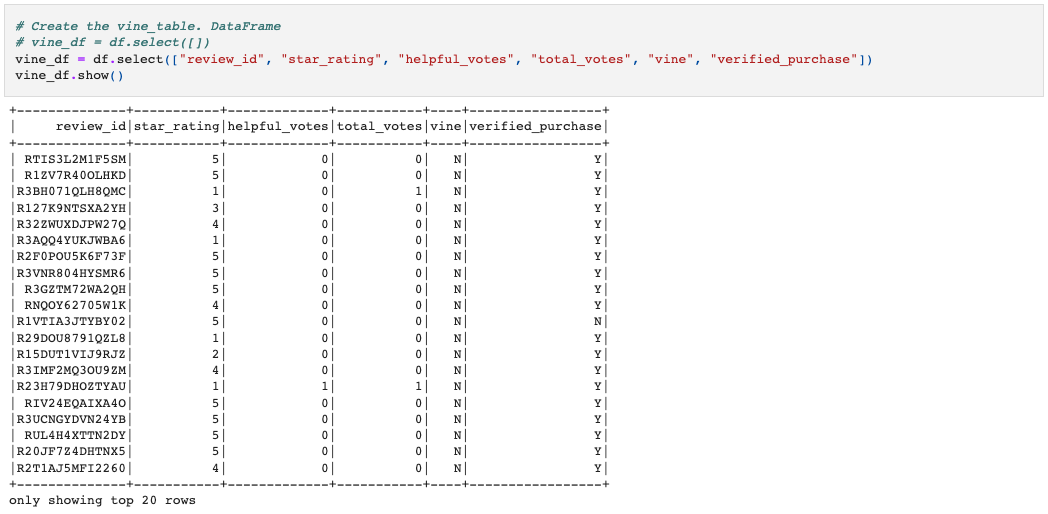 # Create the vine_table. DataFrame
# vine_df = df.select([])
vine_df = df.select(["review_id", "star_rating", "helpful_votes", "total_votes", "vine", "verified_purchase"])
vine_df.show()
+--------------+-----------+-------------+-----------+----+-----------------+
|     review_id|star_rating|helpful_votes|total_votes|vine|verified_purchase|
+--------------+-----------+-------------+-----------+----+-----------------+
| RTIS3L2M1F5SM|          5|            0|          0|   N|                Y|
| R1ZV7R40OLHKD|          5|            0|          0|   N|                Y|
|R3BH071QLH8QMC|          1|            0|          1|   N|                Y|
|R127K9NTSXA2YH|          3|            0|          0|   N|                Y|
|R32ZWUXDJPW27Q|          4|            0|          0|   N|                Y|
|R3AQQ4YUKJWBA6|          1|            0|          0|   N|                Y|
|R2F0POU5K6F73F|          5|            0|          0|   N|                Y|
|R3VNR804HYSMR6|          5|            0|          0|   N|                Y|
| R3GZTM72WA2QH|          5|            0|          0|   N|                Y|
| RNQOY62705W1K|          4|            0|          0|   N|                Y|
|R1VTIA3JTYBY02|          5|            0|          0|   N|                N|
|R29DOU8791QZL8|          1|            0|          0|   N|                Y|
|R15DUT1VIJ9RJZ|          2|            0|          0|   N|                Y|
|R3IMF2MQ3OU9ZM|          4|            0|          0|   N|                Y|
|R23H79DHOZTYAU|          1|            1|          1|   N|                Y|
| RIV24EQAIXA4O|          5|            0|          0|   N|                Y|
|R3UCNGYDVN24YB|          5|            0|          0|   N|                Y|
| RUL4H4XTTN2DY|          5|            0|          0|   N|                Y|
|R20JF7Z4DHTNX5|          5|            0|          0|   N|                Y|
|R2T1AJ5MFI2260|          4|            0|          0|   N|                Y|
+--------------+-----------+-------------+-----------+----+-----------------+
only showing top 20 rows